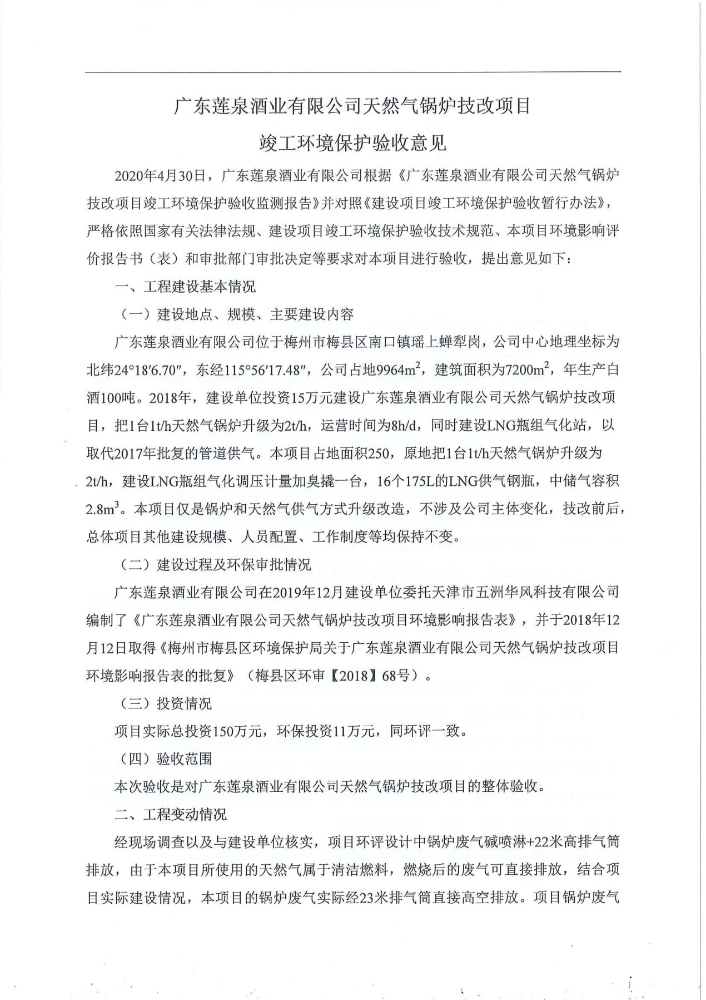 广东莲泉酒业有限公司天然气锅炉技改项目
竣工环境保护验收意见
2020年4月30日，广东莲泉酒业有限公司根据《广东莲泉酒业有限公司天然气锅炉
技改项目竣工环境保护验收监测报告》并对照《建设项目竣工环境保护验收暂行办法》，
严格依照国家有关法律法规、建设项目竣工环境保护验收技术规范、本项目环境影响评
价报告书（表）和审批部门审批决定等要求对本项目进行验收，提出意见如下：
一、工程建设基本情况
（一）建设地点、规模、主要建设内容
广东莲泉酒业有限公司位于梅州市梅县区南口镇瑶上蝉犁岗，公司中心地理坐标为
北纬24°18′6.70″，东经115°56′17.48″，公司占地9964m²，建筑面积为7200m²，年生产白
酒100吨。2018年，建设单位投资15万元建设广东莲泉酒业有限公司天然气锅炉技改项
目，把1台1t/h天然气锅炉升级为2t/h，运营时间为8h/d，同时建设LNG瓶组气化站，以
取代2017年批复的管道供气。本项目占地面积250，原地把1台1t/h天然气锅炉升级为
2t/h，建设LNG瓶组气化调压计量加臭撬一台，16个175L的LNG供气钢瓶，中储气容积
2.8m³。本项目仅是锅炉和天然气供气方式升级改造，不涉及公司主体变化，技改前后，
总体项目其他建设规模、人员配置、工作制度等均保持不变。
（二）建设过程及环保审批情况
广东莲泉酒业有限公司在2019年12月建设单位委托天津市五洲华风科技有限公司
编制了《广东莲泉酒业有限公司天然气锅炉技改项目环境影响报告表》，并于2018年12
月12日取得《梅州市梅县区环境保护局关于广东莲泉酒业有限公司天然气锅炉技改项目
环境影响报告表的批复》（梅县区环审【2018】68号）。
（三）投资情况
项目实际总投资150万元，环保投资11万元，同环评一致。
（四）验收范围
本次验收是对广东莲泉酒业有限公司天然气锅炉技改项目的整体验收。
二、工程变动情况
经现场调查以及与建设单位核实，项目环评设计中锅炉废气碱喷淋+22米高排气筒
排放，由于本项目所使用的天然气属于清洁燃料，燃烧后的废气可直接排放，结合项
目实际建设情况，本项目的锅炉废气实际经23米排气筒直接高空排放。项目锅炉废气